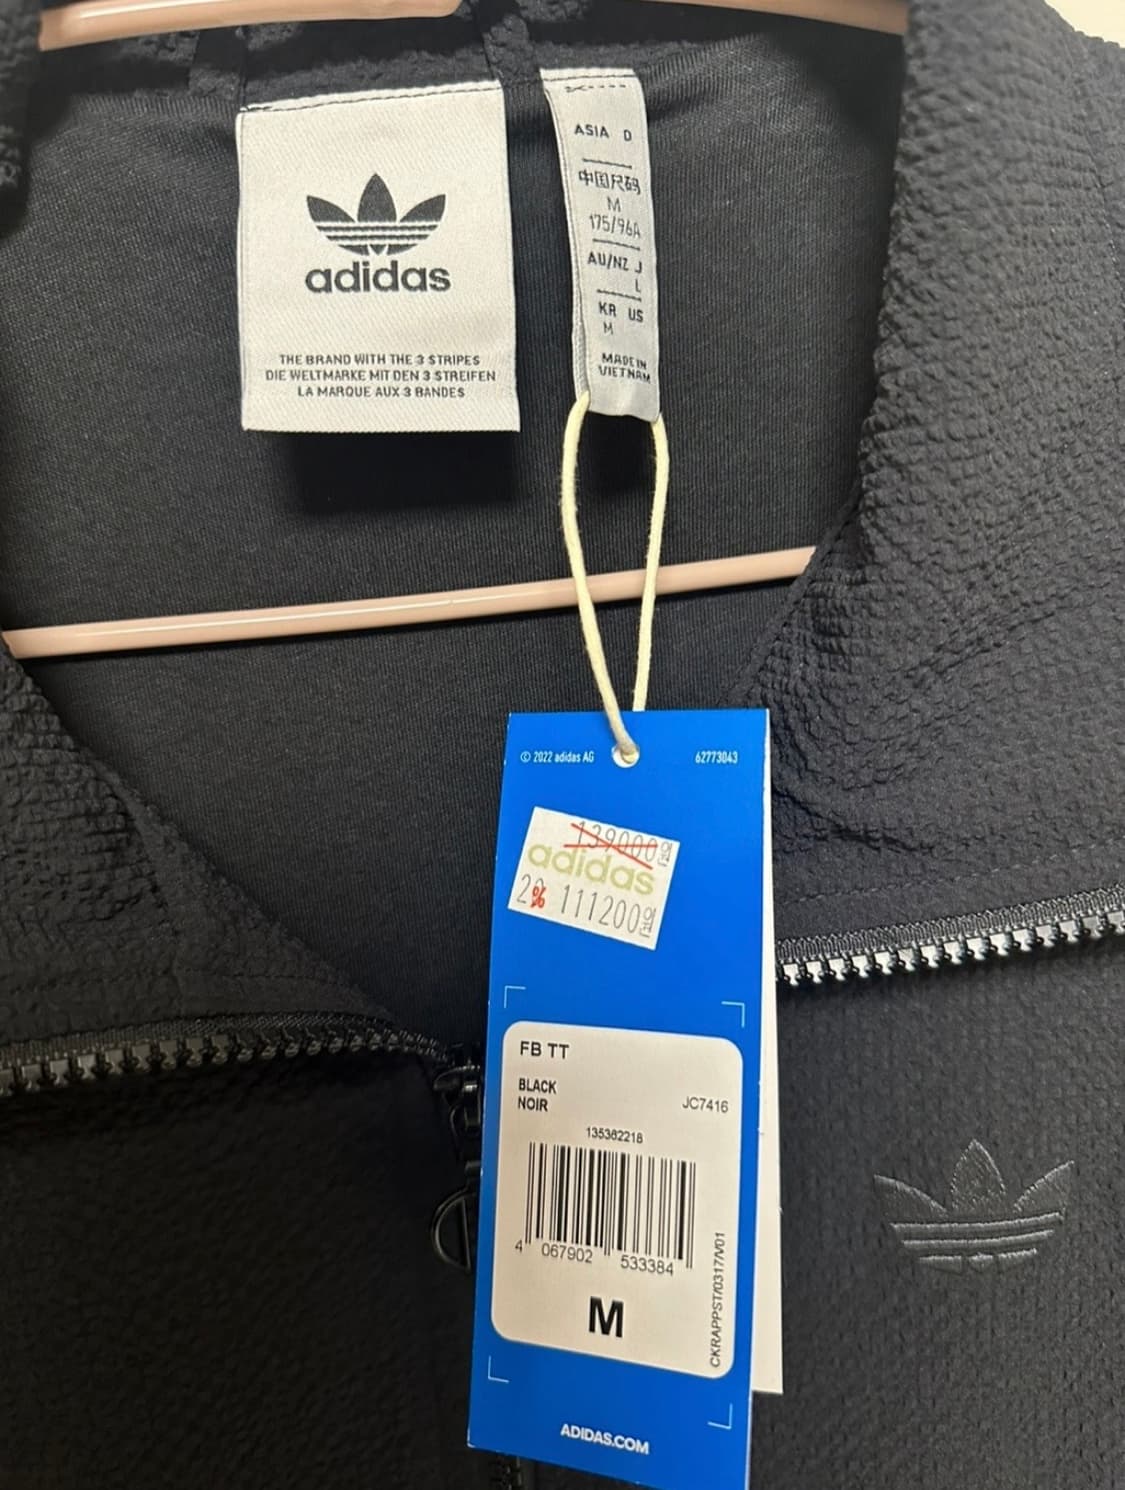 adidas
THE BRAND WITH THE 3 STRIPES
DIE WELTMARKE MIT DEN 3 STREIFEN
LA MARQUE AUX 3 BANDES
ASIA D
中国尺码
M
175/96A
AU/NZ J
L
KR US
M
MADE IN
VIETNAM
© 2022 adidas AG
62773043
139000원
adidas
2 % 111200원
FB TT
BLACK
NOIR
JC7416
135362218
4 067902 533384
M
CKRAPPST/0317/V01
ADIDAS.COM